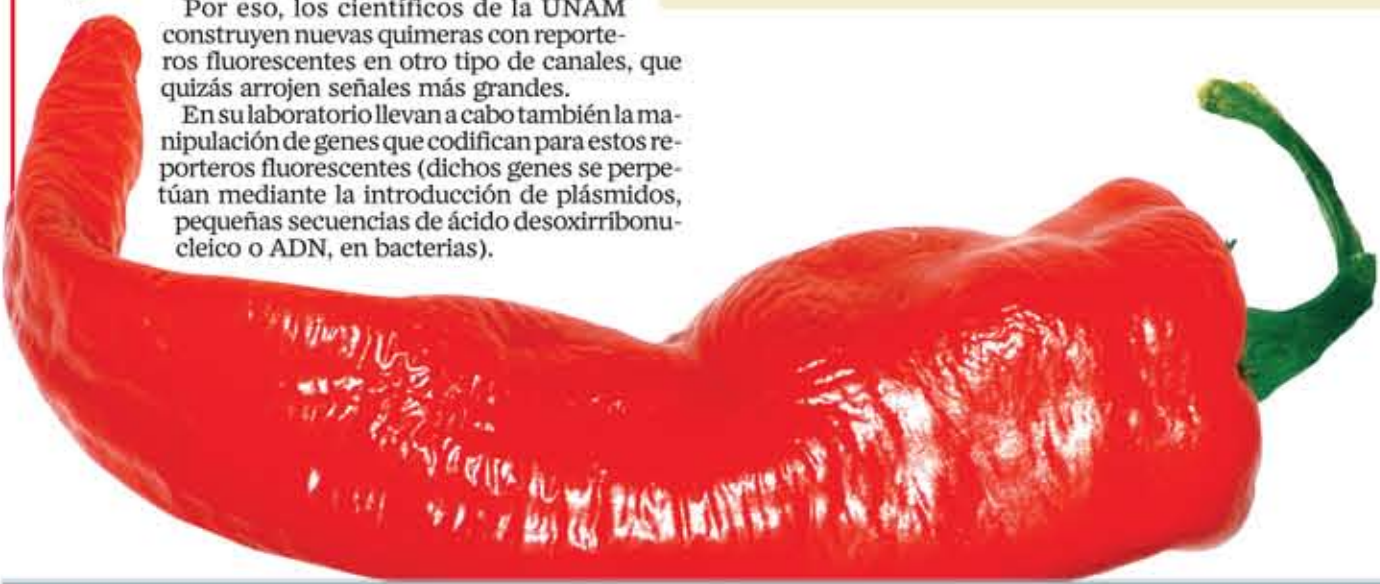 Por eso, los científicos de la UNAM
construyen nuevas quimeras con reporte-
ros fluorescentes en otro tipo de canales, que
quizás arrojen señales más grandes.
En su laboratorio llevan a cabo también la ma-
nipulación de genes que codifican para estos re-
porteros fluorescentes (dichos genes se perpe-
túan mediante la introducción de plásmidos,
pequeñas secuencias de ácido desoxirribonu-
cleico o ADN, en bacterias).